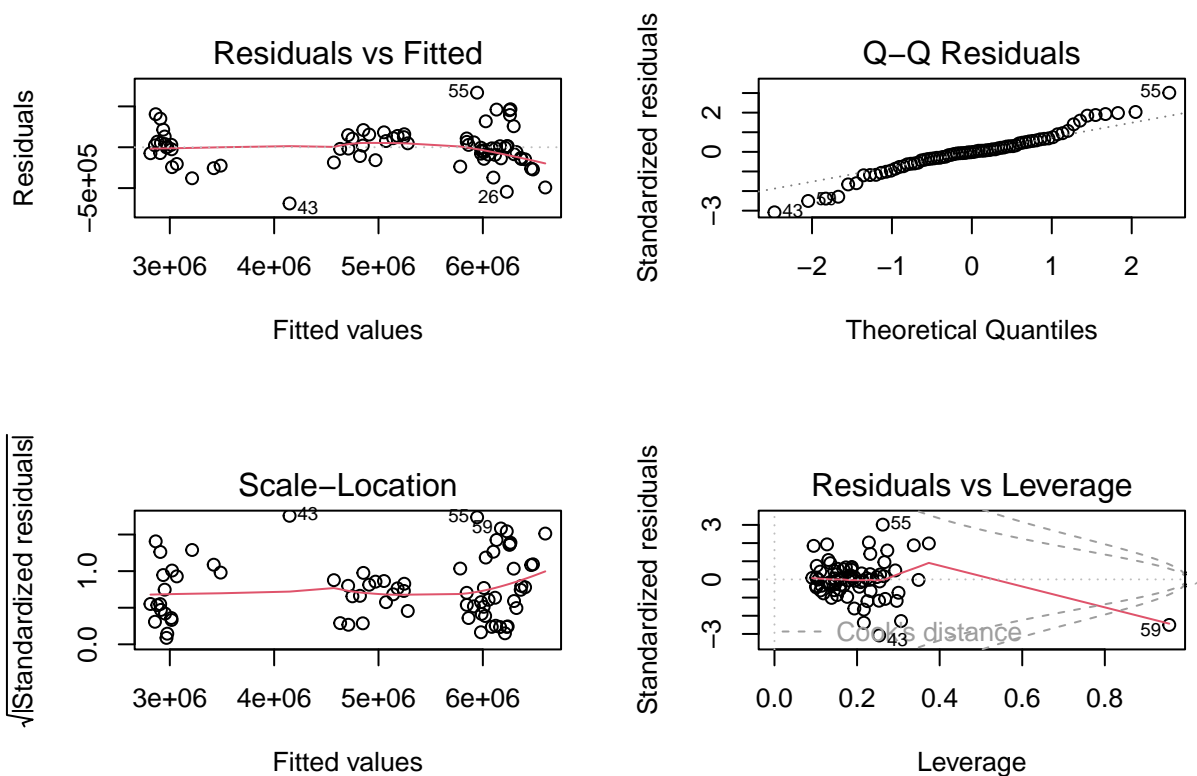 Residuals vs Fitted
Residuals
−5e+05
55
26
43
3e+06 4e+06 5e+06 6e+06
Fitted values
Q−Q Residuals
Standardized residuals
−3 0 2
55
43
−2 −1 0 1 2
Theoretical Quantiles
Scale−Location
√|Standardized residuals|
0.0 1.0
43
55
59
3e+06 4e+06 5e+06 6e+06
Fitted values
Residuals vs Leverage
Standardized residuals
−3 0 3
55
43
59
Cook's distance
0.0 0.2 0.4 0.6 0.8
Leverage